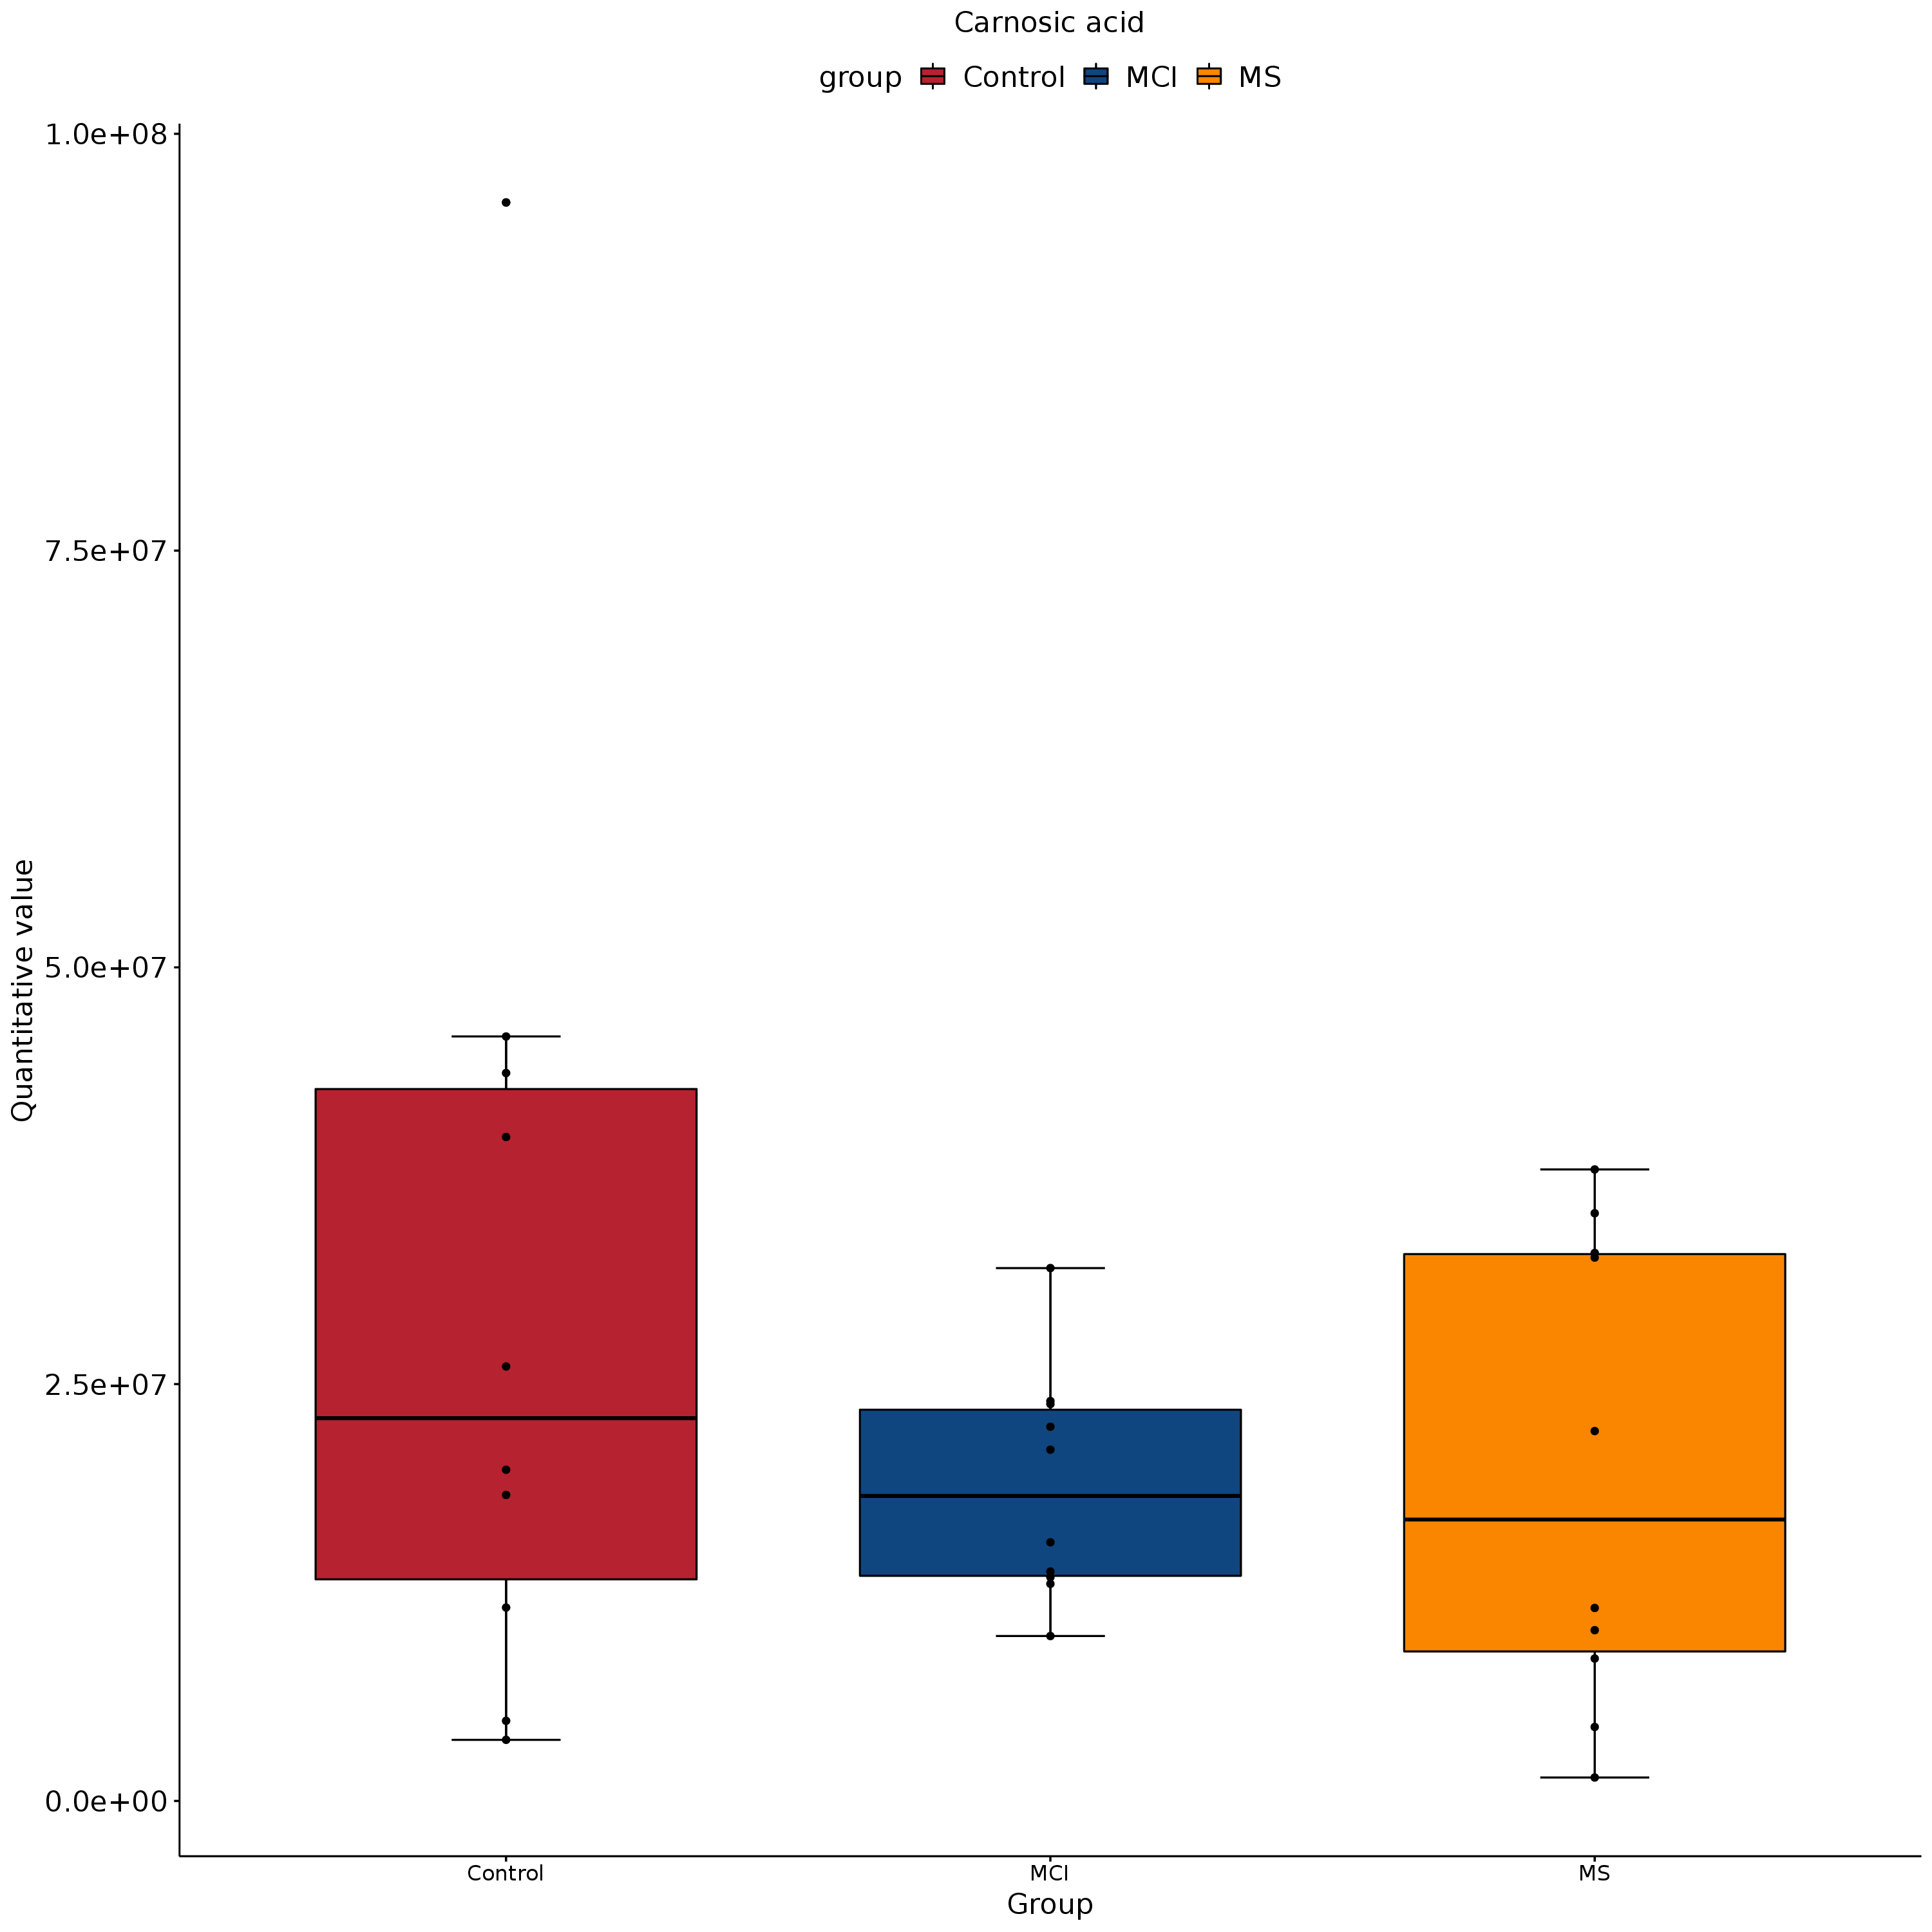 Carnosic acid
group Control MCI MS
1.0e+08
7.5e+07
5.0e+07
2.5e+07
0.0e+00
Quantitative value
Control MCI MS
Group